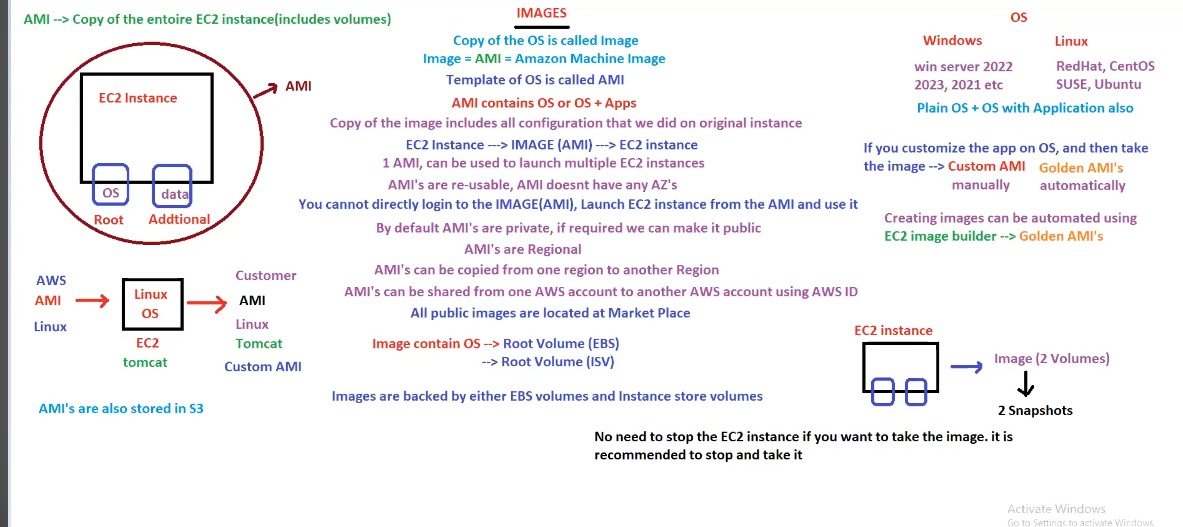 AMI --> Copy of the entoire EC2 instance(includes volumes)
EC2 Instance
AMI
OS
data
Root
Addtional
AWS
AMI
Linux
Linux
OS
EC2
tomcat
Customer
AMI
Linux
Tomcat
Custom AMI
AMI's are also stored in S3
IMAGES
Copy of the OS is called Image
Image = AMI = Amazon Machine Image
Template of OS is called AMI
AMI contains OS or OS + Apps
Copy of the image includes all configuration that we did on original instance
EC2 Instance ---> IMAGE (AMI) ---> EC2 instance
1 AMI, can be used to launch multiple EC2 instances
AMI's are re-usable, AMI doesnt have any AZ's
You cannot directly login to the IMAGE(AMI), Launch EC2 instance from the AMI and use it
By default AMI's are private, if required we can make it public
AMI's are Regional
AMI's can be copied from one region to another Region
AMI's can be shared from one AWS account to another AWS account using AWS ID
All public images are located at Market Place
Image contain OS --> Root Volume (EBS)
--> Root Volume (ISV)
Images are backed by either EBS volumes and Instance store volumes
OS
Windows
Linux
win server 2022
2023, 2021 etc
RedHat, CentOS
SUSE, Ubuntu
Plain OS + OS with Application also
If you customize the app on OS, and then take
the image --> Custom AMI Golden AMI's
manually automatically
Creating images can be automated using
EC2 image builder --> Golden AMI's
EC2 instance
Image (2 Volumes)
2 Snapshots
No need to stop the EC2 instance if you want to take the image. it is
recommended to stop and take it
Activate Windows
Go to Settings to activate Windows.